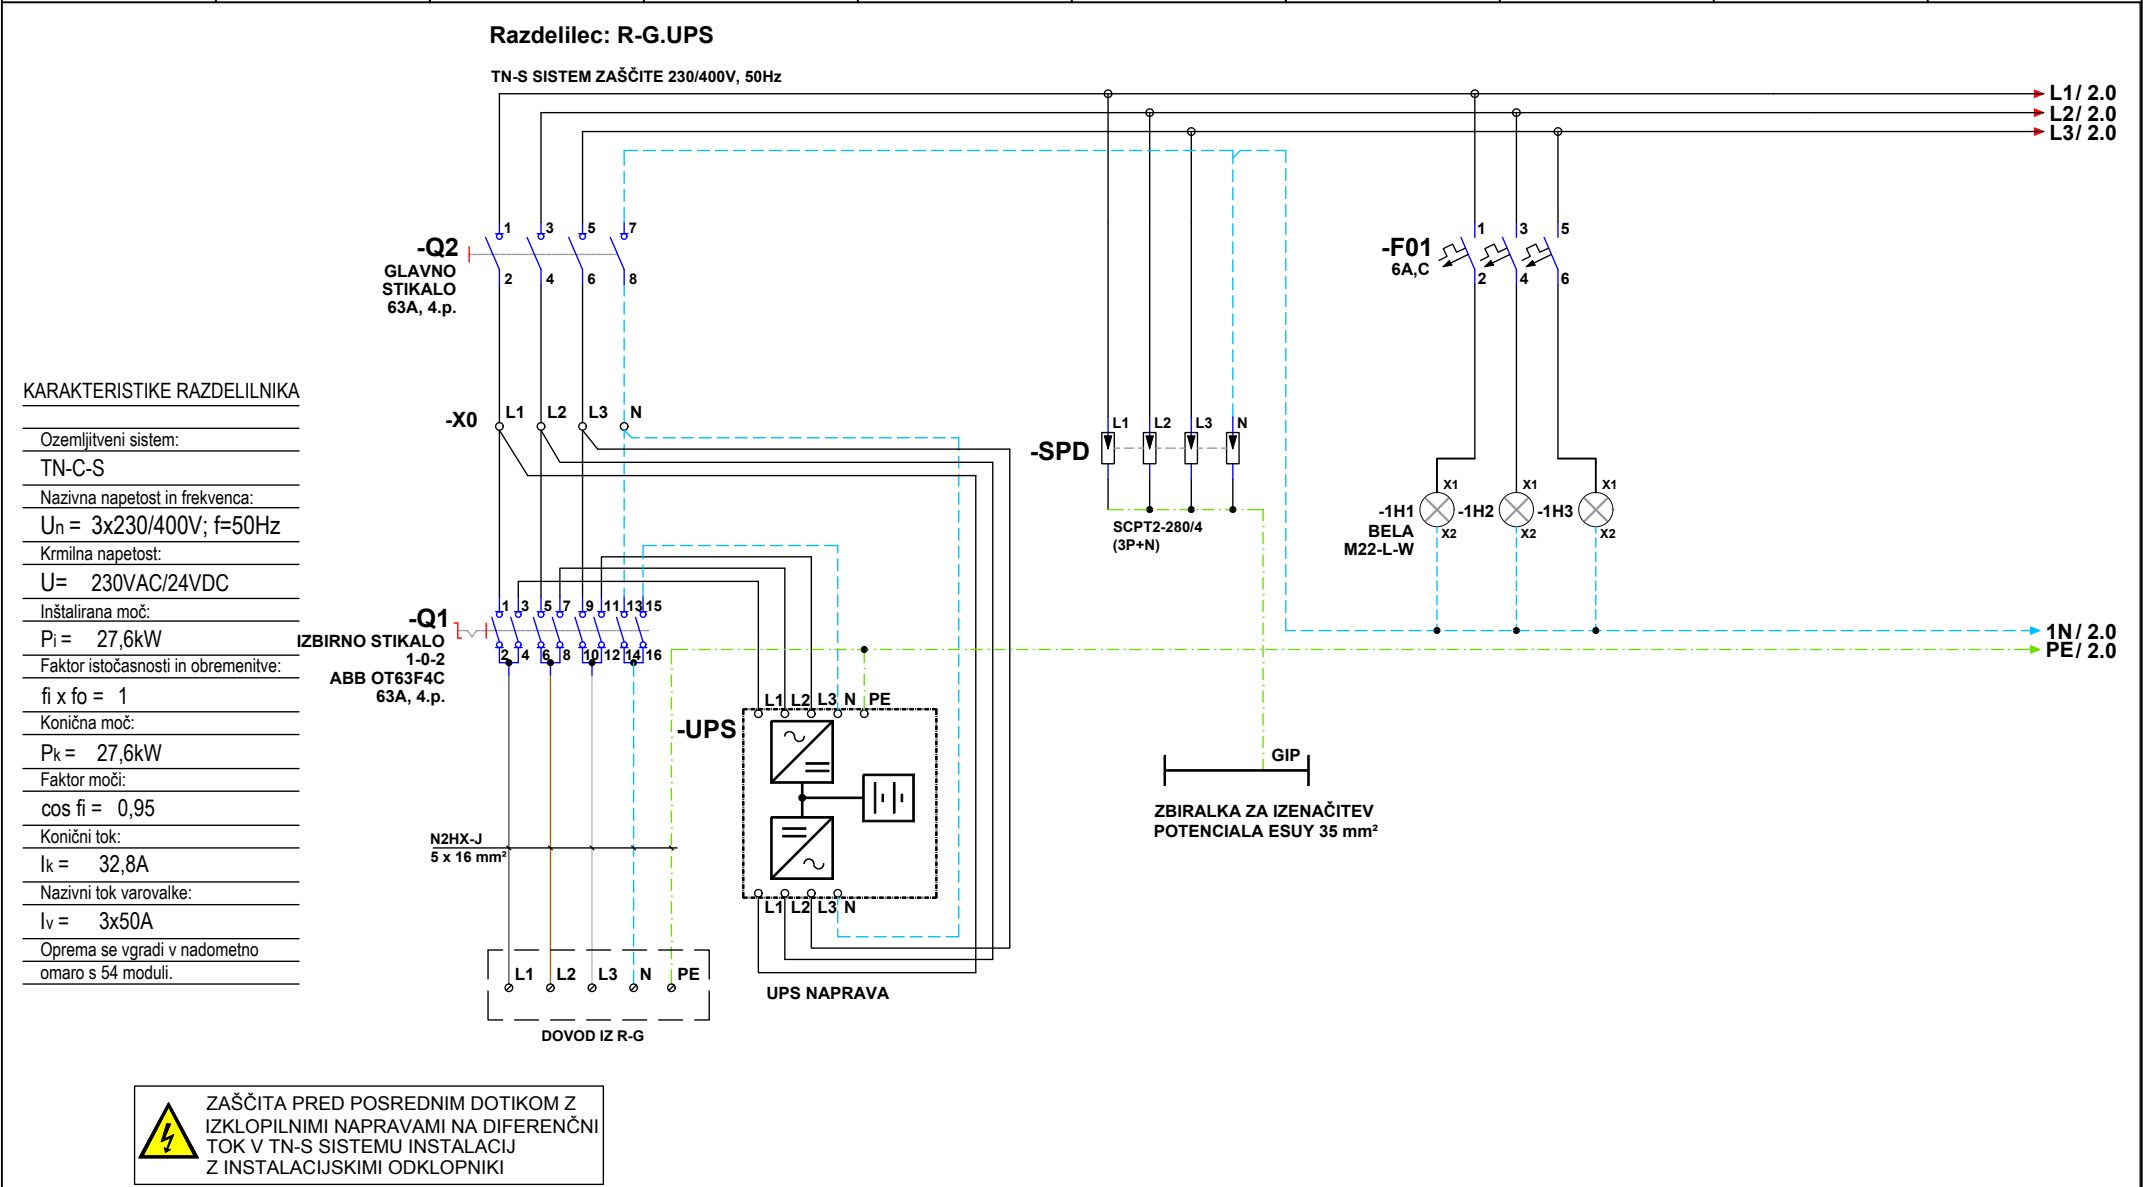 Razdelilec: R-G.UPS
TN-S SISTEM ZAŠČITE 230/400V, 50Hz
L1/ 2.0
L2/ 2.0
L3/ 2.0
-Q2
GLAVNO
STIKALO
63A, 4.p.
1 3 5 7
2 4 6 8
-F01
6A,C
1 3 5
2 4 6
KARAKTERISTIKE RAZDELILNIKA
Ozemljitveni sistem:
TN-C-S
Nazivna napetost in frekvenca:
Un = 3x230/400V; f=50Hz
Krmilna napetost:
U= 230VAC/24VDC
Inštalirana moč:
Pi = 27,6kW
Faktor istočasnosti in obremenitve:
fi x fo = 1
Konična moč:
Pk = 27,6kW
Faktor moči:
cos fi = 0,95
Konični tok:
Ik = 32,8A
Nazivni tok varovalke:
Iv = 3x50A
Oprema se vgradi v nadometno
omaro s 54 moduli.
-X0 L1 L2 L3 N
-SPD L1 L2 L3 N
SCPT2-280/4
(3P+N)
X1 X1 X1
-1H1 -1H2 -1H3
BELA
M22-L-W
X2 X2 X2
-Q1
IZBIRNO STIKALO
1-0-2
ABB OT63F4C
63A, 4.p.
1 3 5 7 9 11 13 15
2 4 6 8 10 12 14 16
1N/ 2.0
PE/ 2.0
-UPS
L1 L2 L3 N PE
L1 L2 L3 N
UPS NAPRAVA
GIP
ZBIRALKA ZA IZENAČITEV
POTENCIALA ESUY 35 mm²
N2HX-J
5 x 16 mm²
L1 L2 L3 N PE
DOVOD IZ R-G
ZAŠČITA PRED POSREDNIM DOTIKOM Z
IZKLOPILNIMI NAPRAVAMI NA DIFERENČNI
TOK V TN-S SISTEMU INSTALACIJ
Z INSTALACIJSKIMI ODKLOPNIKI